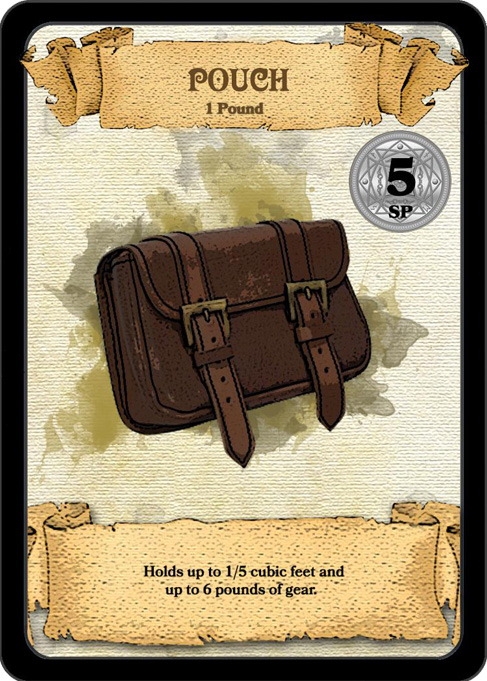 POUCH
1 Pound
5
SP
Holds up to 1/5 cubic feet and
up to 6 pounds of gear.